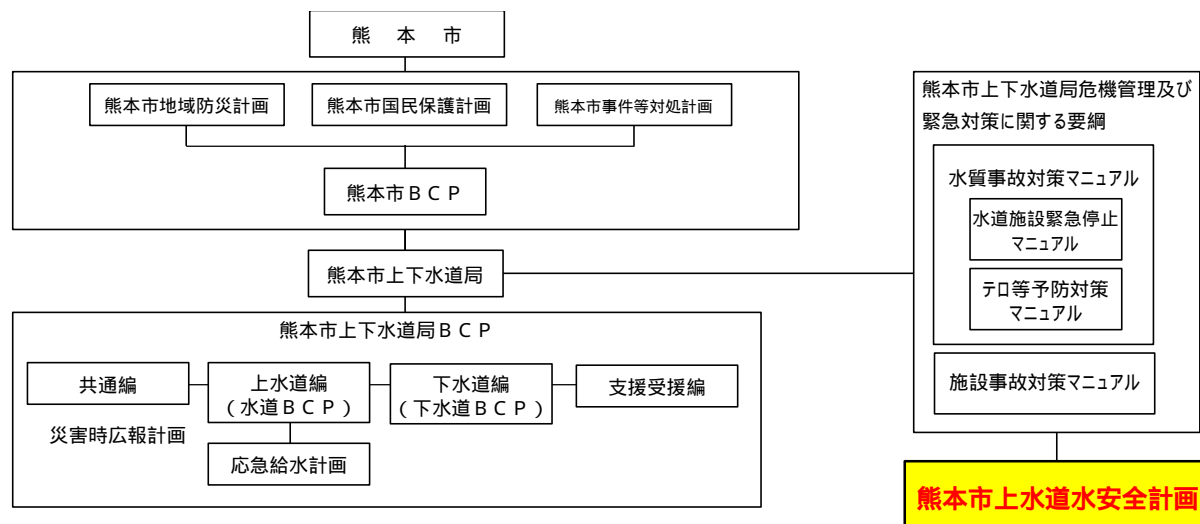 熊 本 市
熊本市地域防災計画
熊本市国民保護計画
熊本市事件等対処計画
熊本市ＢＣＰ
熊本市上下水道局
熊本市上下水道局ＢＣＰ
共通編
上水道編
（水道ＢＣＰ）
下水道編
（下水道ＢＣＰ）
支援受援編
災害時広報計画
応急給水計画
熊本市上下水道局危機管理及び
緊急対策に関する要綱
水質事故対策マニュアル
水道施設緊急停止
マニュアル
テロ等予防対策
マニュアル
施設事故対策マニュアル
熊本市上水道水安全計画